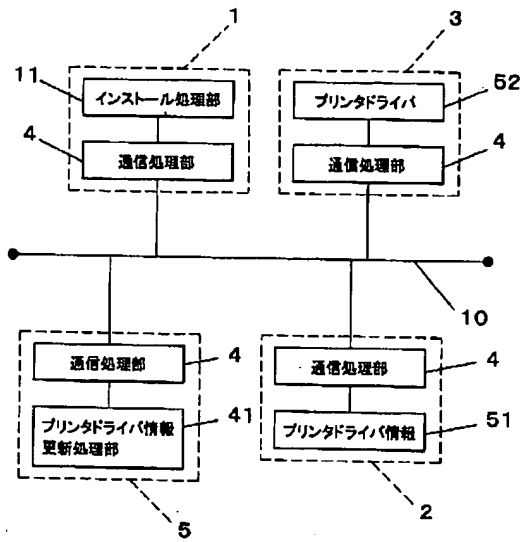 1
3
11
インストール処理部
プリンタドライバ
52
4
通信処理部
通信処理部
4
10
通信処理部
4
通信処理部
4
プリンタドライバ情報
更新処理部
41
プリンタドライバ情報
51
5
2